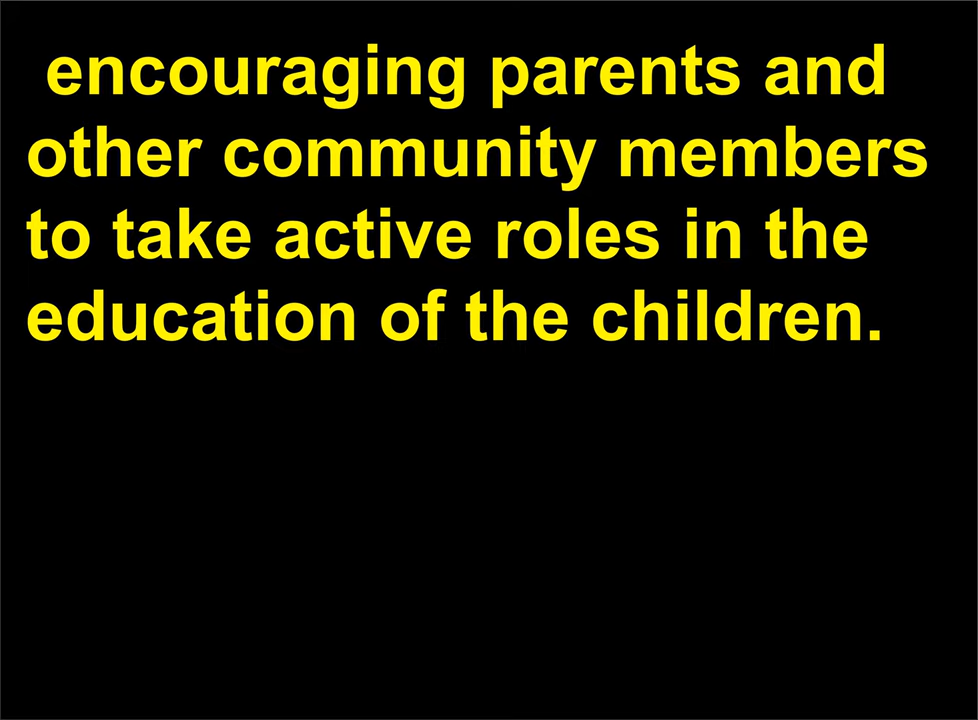 encouraging parents and
other community members
to take active roles in the
education of the children.